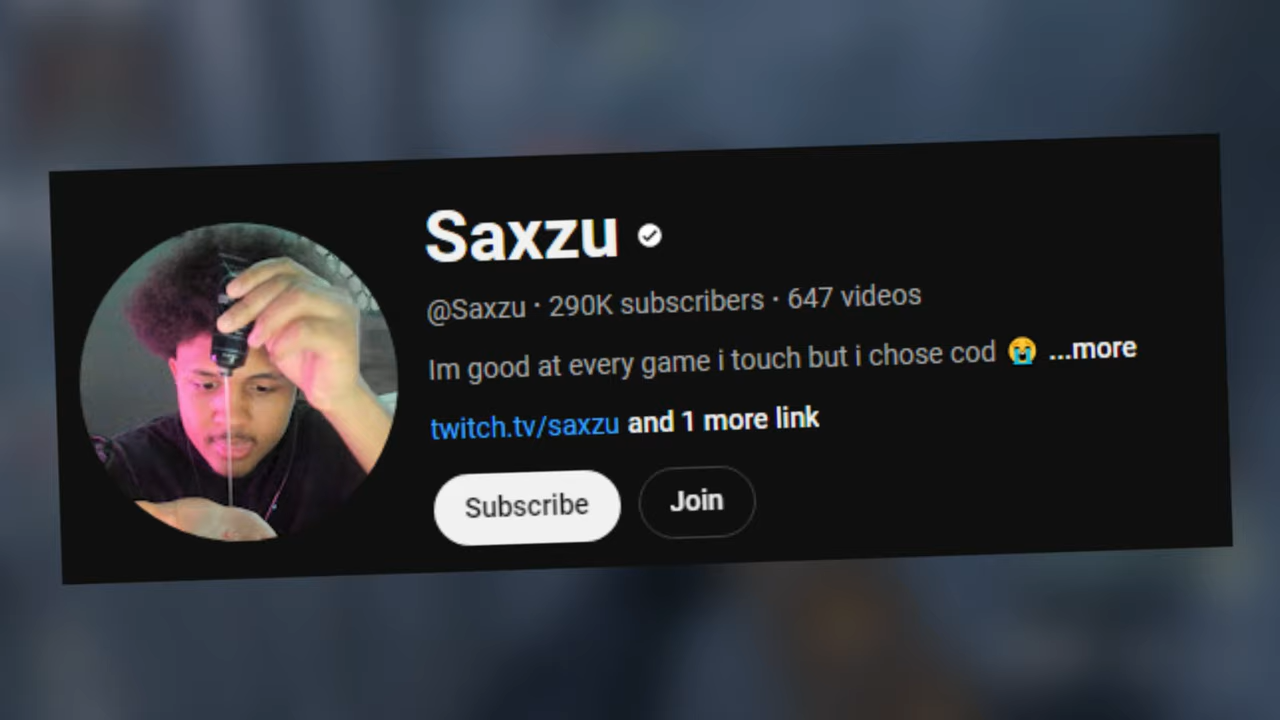 Saxzu
@Saxzu · 290K subscribers · 647 videos
Im good at every game i touch but i chose cod 😭 ...more
twitch.tv/saxzu and 1 more link
Subscribe Join